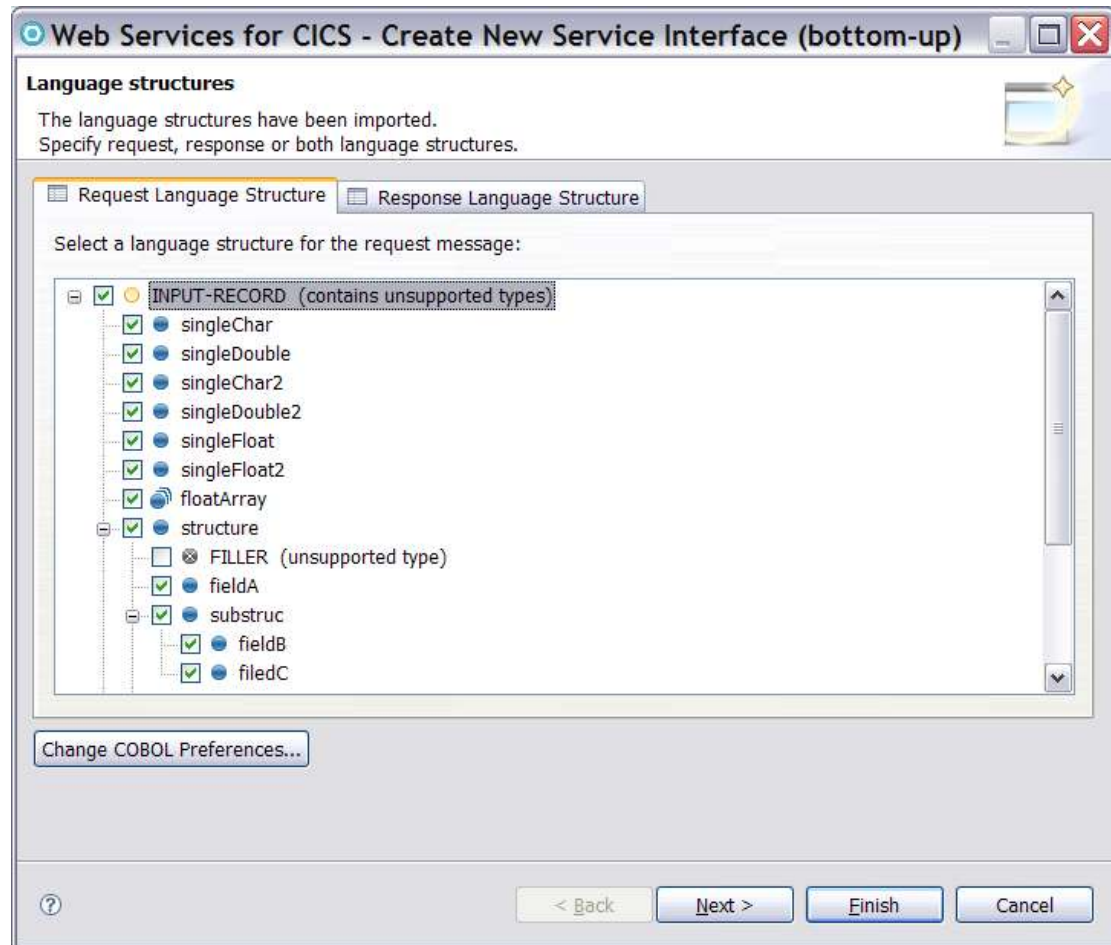 Web Services for CICS - Create New Service Interface (bottom-up)
Language structures
The language structures have been imported.
Specify request, response or both language structures.
Request Language Structure
Response Language Structure
Select a language structure for the request message:
INPUT-RECORD (contains unsupported types)
singleChar
singleDouble
singleChar2
singleDouble2
singleFloat
singleFloat2
floatArray
structure
FILLER (unsupported type)
fieldA
substruc
fieldB
filedC
Change COBOL Preferences...
< Back
Next >
Finish
Cancel